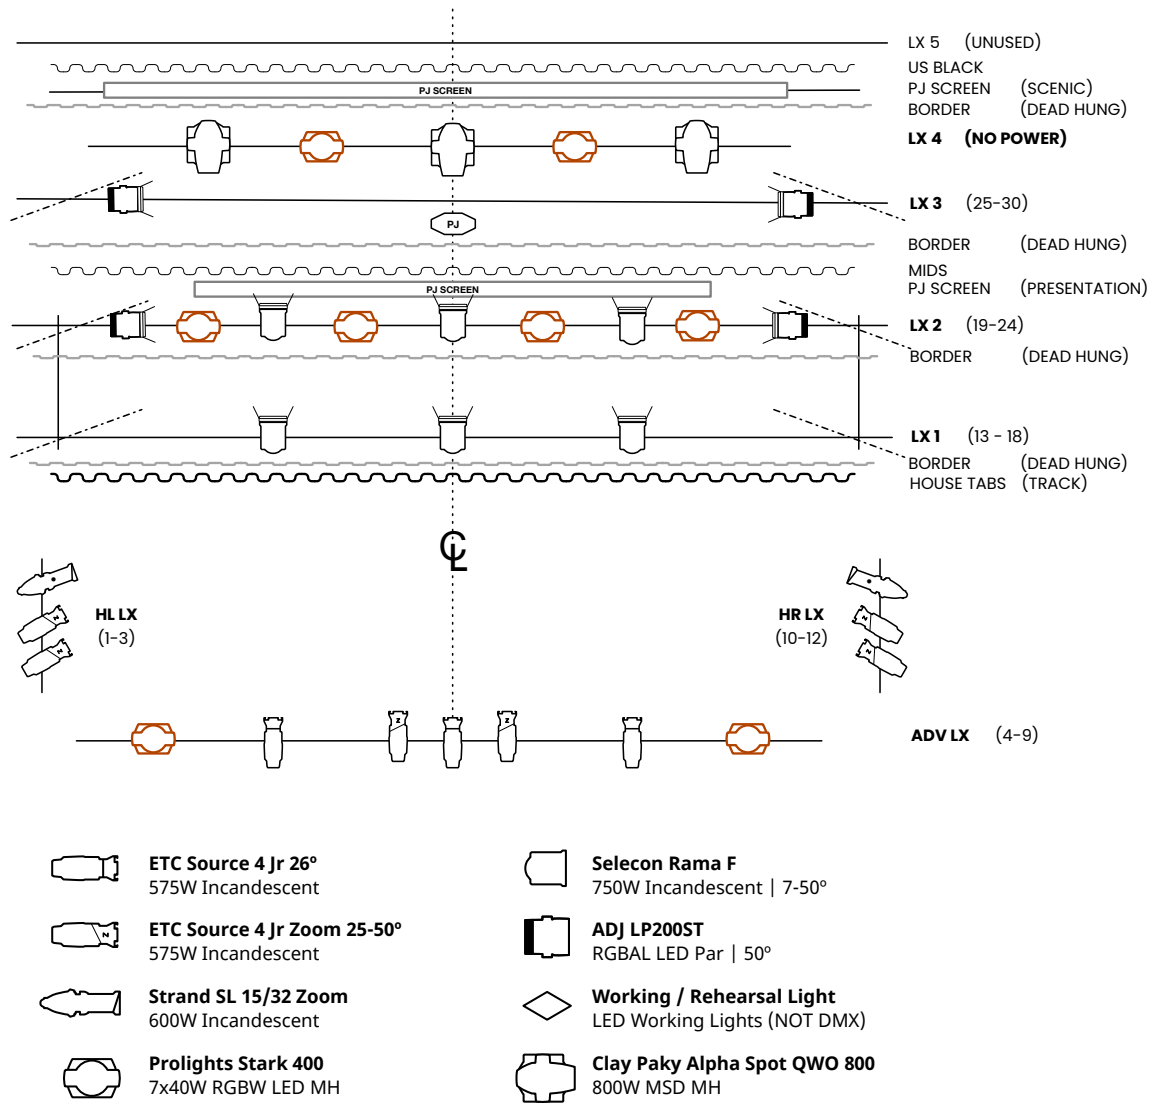 LX 5 (UNUSED)
US BLACK
PJ SCREEN
PJ SCREEN (SCENIC)
BORDER (DEAD HUNG)
LX 4 (NO POWER)
LX 3 (25-30)
PJ
BORDER (DEAD HUNG)
MIDS
PJ SCREEN
PJ SCREEN (PRESENTATION)
LX 2 (19-24)
BORDER (DEAD HUNG)
LX 1 (13 - 18)
BORDER (DEAD HUNG)
HOUSE TABS (TRACK)
CL
HL LX
(1-3)
HR LX
(10-12)
Z
Z
Z
Z
Z
Z
ADV LX (4-9)
ETC Source 4 Jr 26º
575W Incandescent
Selecon Rama F
750W Incandescent | 7-50º
Z
ETC Source 4 Jr Zoom 25-50º
575W Incandescent
ADJ LP200ST
RGBAL LED Par | 50º
Strand SL 15/32 Zoom
600W Incandescent
Working / Rehearsal Light
LED Working Lights (NOT DMX)
Prolights Stark 400
7x40W RGBW LED MH
Clay Paky Alpha Spot QWO 800
800W MSD MH